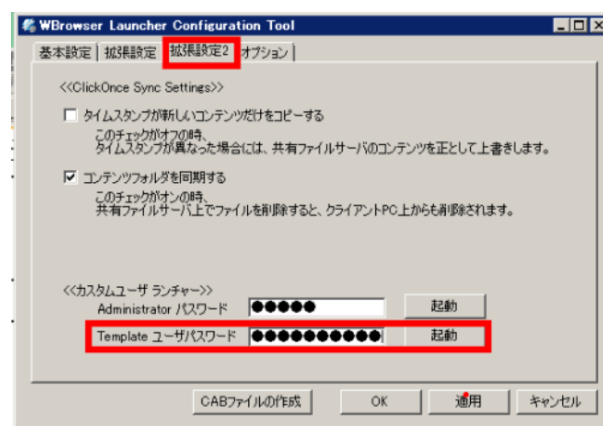 WBrowser Launcher Configuration Tool
基本設定 拡張設定 拡張設定2 オプション
<<ClickOnce Sync Settings>>
タイムスタンプが新しいコンテンツだけをコピーする
このチェックがオフの時、
タイムスタンプが異なった場合には、共有ファイルサーバのコンテンツを正として上書きします。
コンテンツフォルダを同期する
このチェックがオンの時、
共有ファイルサーバ上でファイルを削除すると、クライアントPC上からも削除されます。
<<カスタムユーザ ランチャー>>
Administrator パスワード ●●●●● 起動
Template ユーザパスワード ●●●●●●●●●● 起動
CABファイルの作成 OK 適用 キャンセル